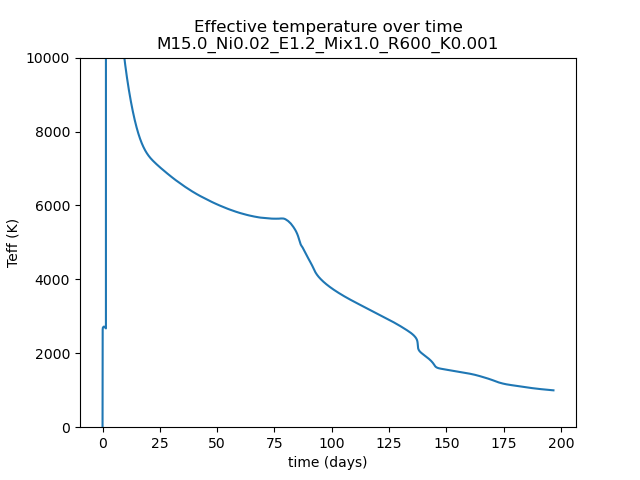 Effective temperature over time
M15.0_Ni0.02_E1.2_Mix1.0_R600_K0.001
10000
8000
6000
4000
2000
0
Teff (K)
0 25 50 75 100 125 150 175 200
time (days)